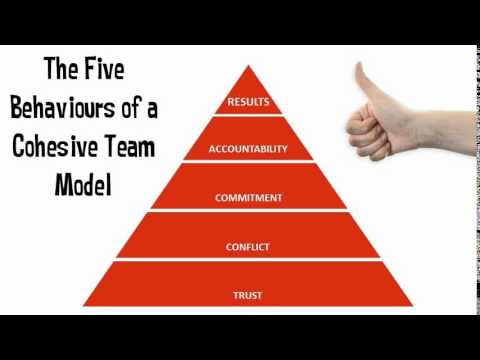 The Five
Behaviours of a
Cohesive Team
Model
RESULTS
ACCOUNTABILITY
COMMITMENT
CONFLICT
TRUST